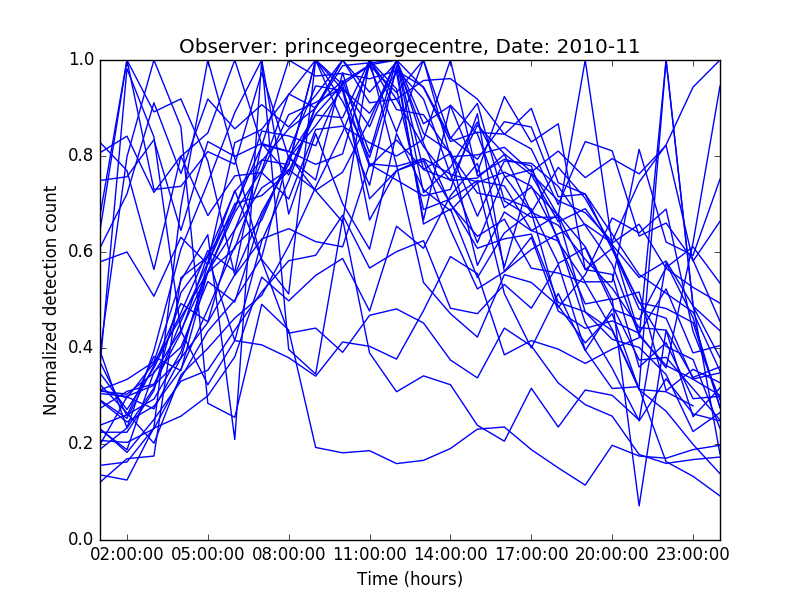 Observer: princegeorgecentre, Date: 2010-11
1.0
0.8
0.6
0.4
0.2
0.0
Normalized detection count
02:00:00 05:00:00 08:00:00 11:00:00 14:00:00 17:00:00 20:00:00 23:00:00
Time (hours)